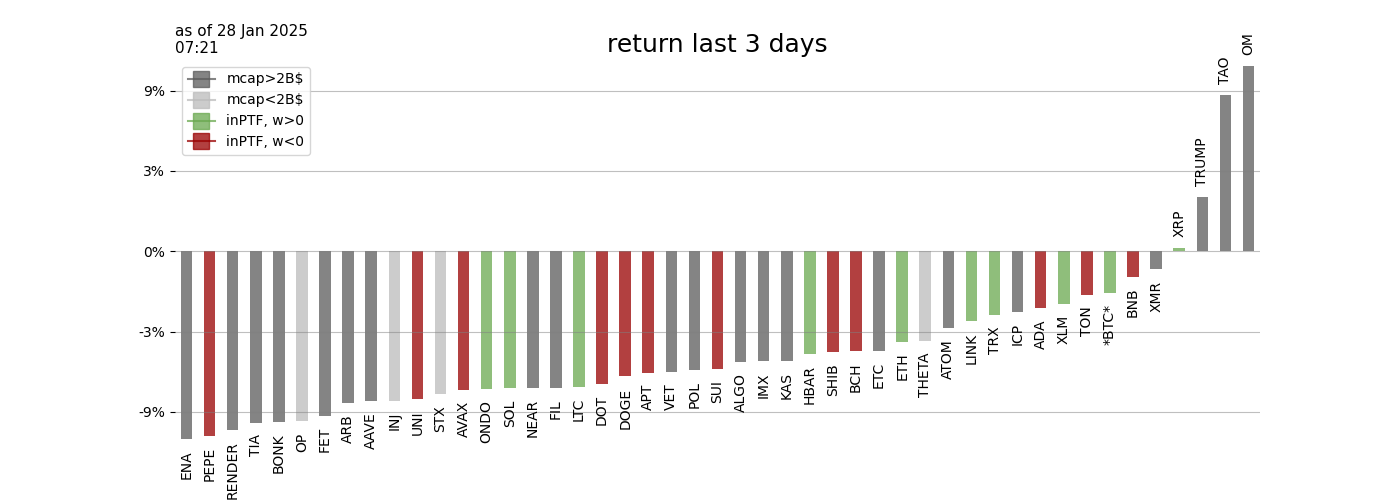 as of 28 Jan 2025
07:21
return last 3 days
mcap>2B$
mcap<2B$
inPTF, w>0
inPTF, w<0
9%
3%
0%
-3%
-9%
ENA
PEPE
RENDER
TIA
BONK
OP
FET
ARB
AAVE
INJ
UNI
STX
AVAX
ONDO
SOL
NEAR
FIL
LTC
DOT
DOGE
APT
VET
POL
SUI
ALGO
IMX
KAS
HBAR
SHIB
BCH
ETC
ETH
THETA
ATOM
LINK
TRX
ICP
ADA
XLM
TON
*BTC*
BNB
XMR
XRP
TRUMP
TAO
OM